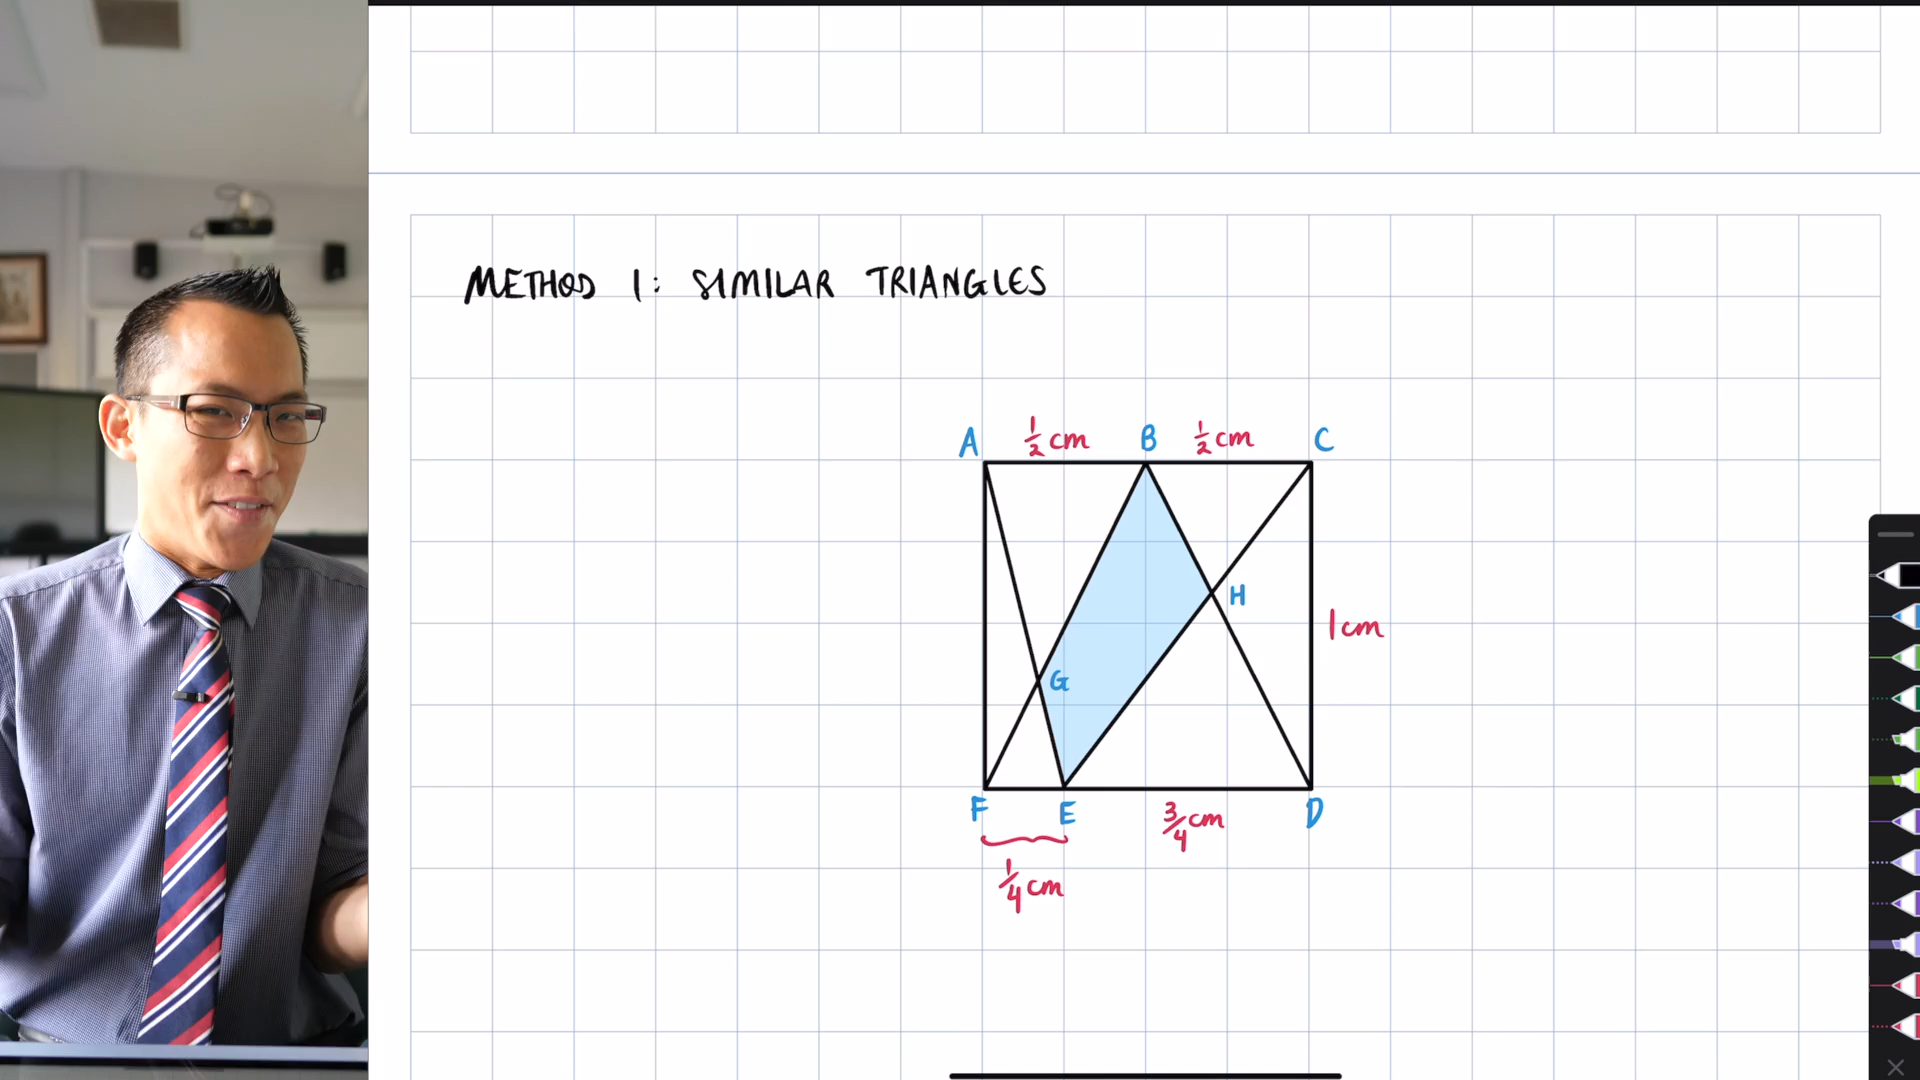 METHOD 1: SIMILAR TRIANGLES
A 1/2 cm B 1/2 cm C
H
1cm
G
F E 3/4 cm D
1/4 cm